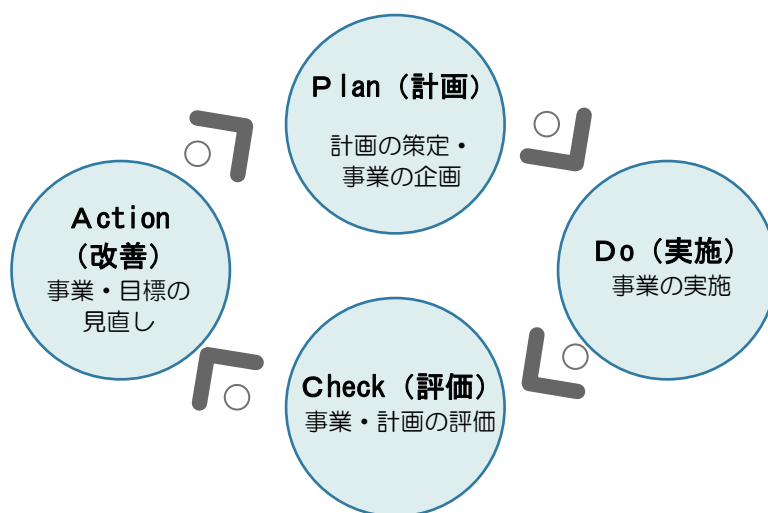 Plan（計画）
計画の策定・
事業の企画
Do（実施）
事業の実施
Check（評価）
事業・計画の評価
Action
（改善）
事業・目標の
見直し